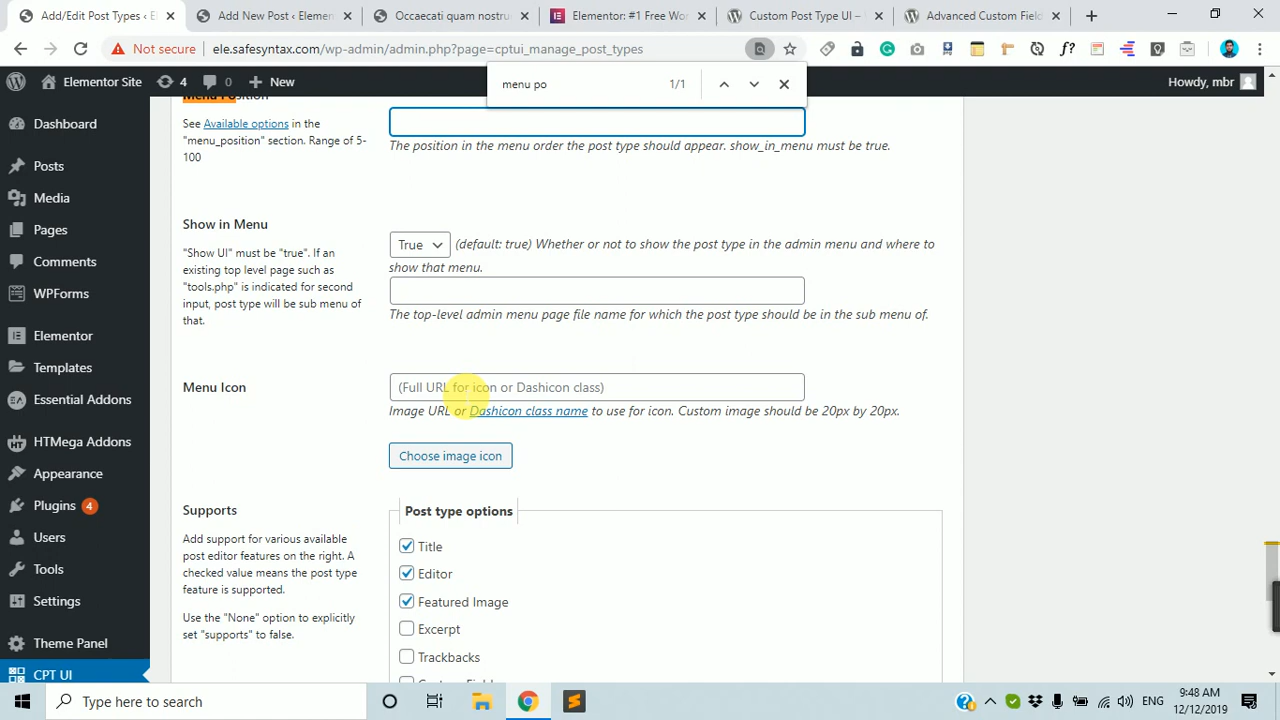 Add/Edit Post Types ‹ E
Add New Post ‹ Elemen
Occaecati quam nostru
Elementor: #1 Free Wo
Custom Post Type UI –
Advanced Custom Field
Not secure
ele.safesyntax.com/wp-admin/admin.php?page=cptui_manage_post_types
Elementor Site
4
0
New
menu po
1/1
Howdy, mbr
Dashboard
Posts
Media
Pages
Comments
WPForms
Elementor
Templates
Essential Addons
HTMega Addons
Appearance
Plugins 4
Users
Tools
Settings
Theme Panel
CPT UI
Menu Position
See Available options in the
"menu_position" section. Range of 5-
100
The position in the menu order the post type should appear. show_in_menu must be true.
Show in Menu
"Show UI" must be "true". If an
existing top level page such as
"tools.php" is indicated for second
input, post type will be sub menu of
that.
True
(default: true) Whether or not to show the post type in the admin menu and where to
show that menu.
The top-level admin menu page file name for which the post type should be in the sub menu of.
Menu Icon
(Full URL for icon or Dashicon class)
Image URL or Dashicon class name to use for icon. Custom image should be 20px by 20px.
Choose image icon
Supports
Add support for various available
post editor features on the right. A
checked value means the post type
feature is supported.
Use the "None" option to explicitly
set "supports" to false.
Post type options
Title
Editor
Featured Image
Excerpt
Trackbacks
Type here to search
ENG
9:48 AM
12/12/2019